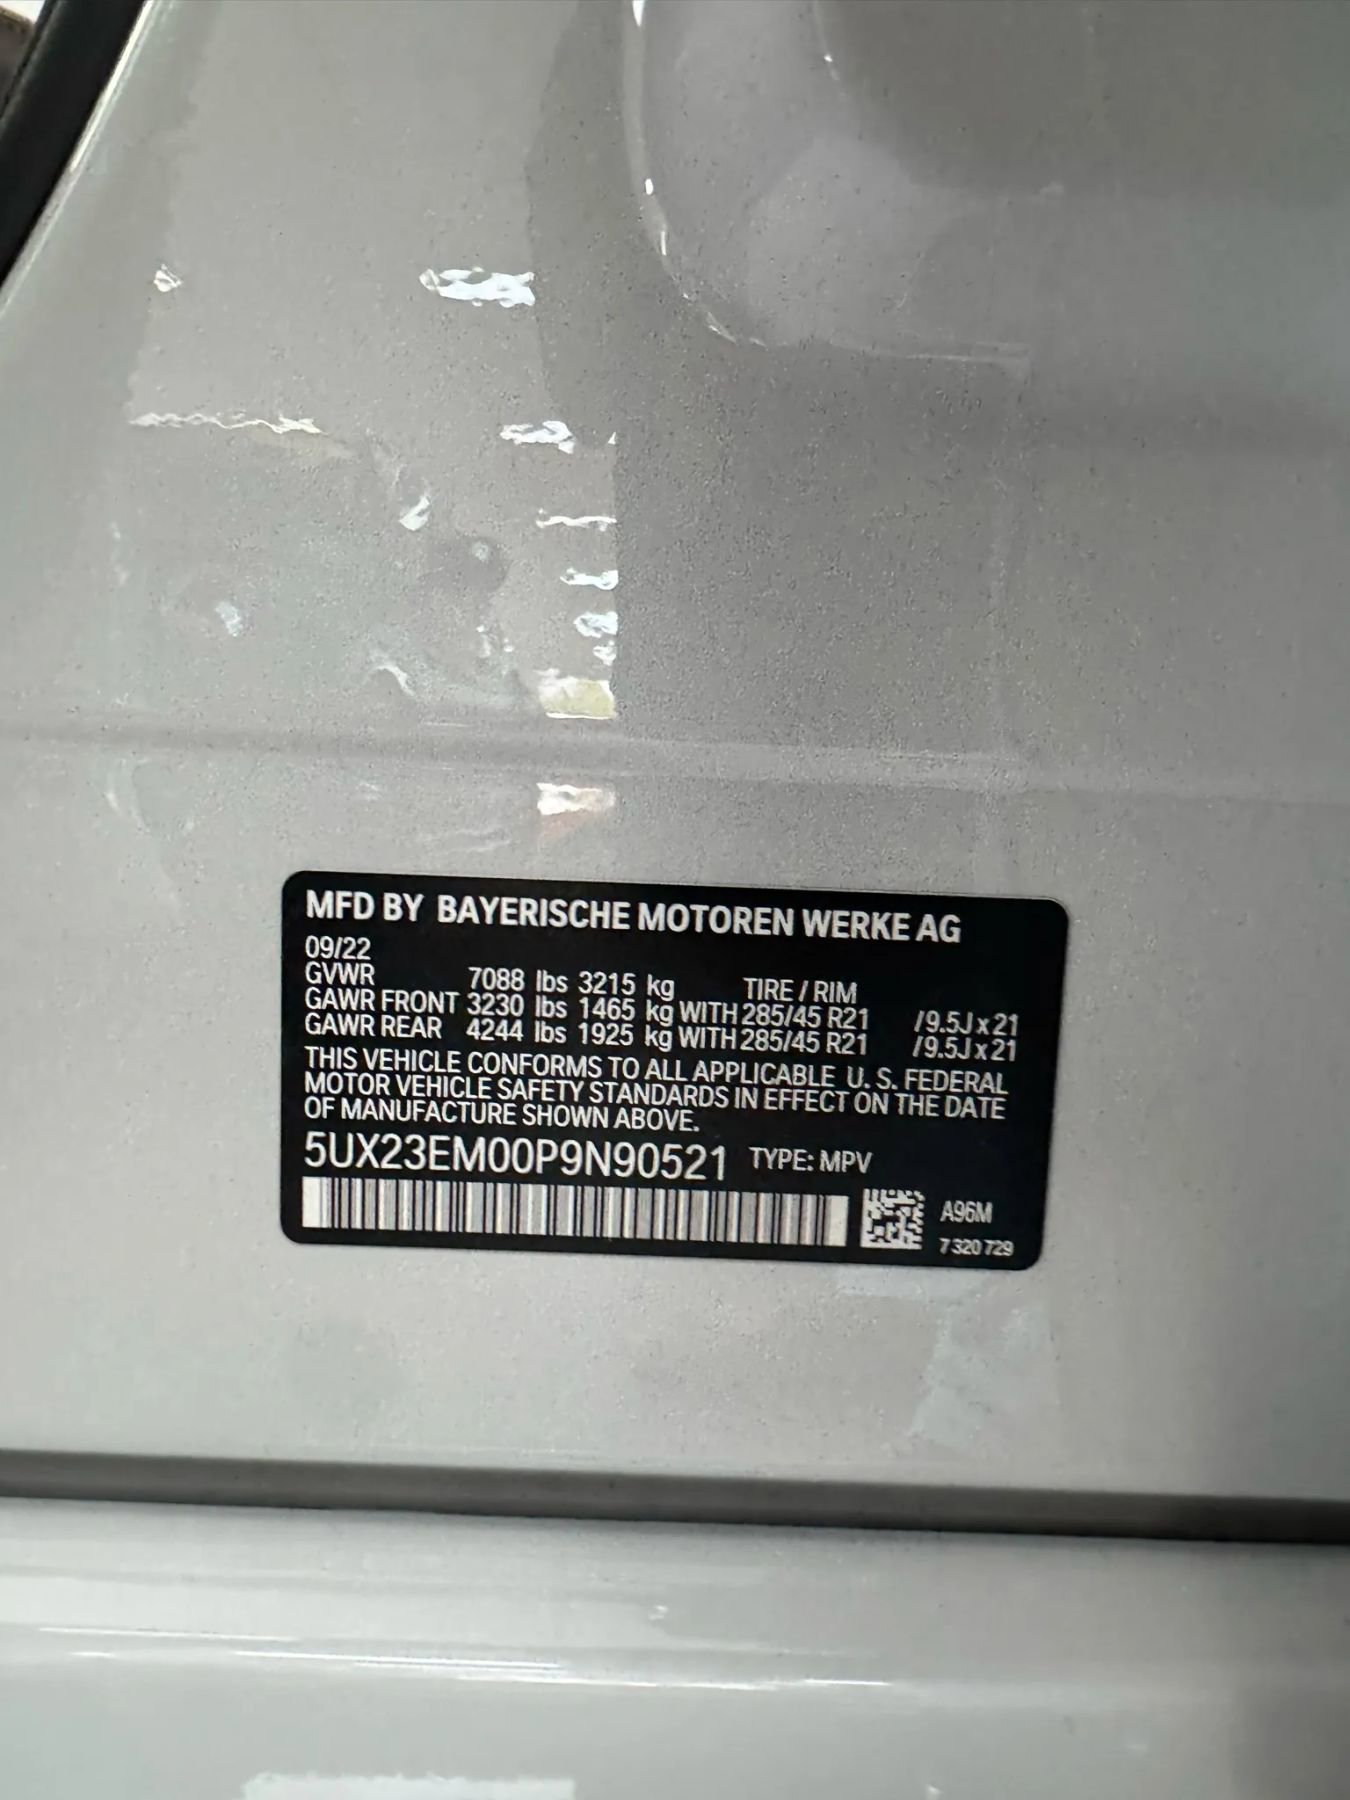 MFD BY BAYERISCHE MOTOREN WERKE AG
09/22
GVWR 7088 lbs 3215 kg TIRE / RIM
GAWR FRONT 3230 lbs 1465 kg WITH 285/45 R21 /9.5J x 21
GAWR REAR 4244 lbs 1925 kg WITH 285/45 R21 /9.5J x 21
THIS VEHICLE CONFORMS TO ALL APPLICABLE U. S. FEDERAL
MOTOR VEHICLE SAFETY STANDARDS IN EFFECT ON THE DATE
OF MANUFACTURE SHOWN ABOVE.
5UX23EM00P9N90521 TYPE: MPV
A96M
7 320 729